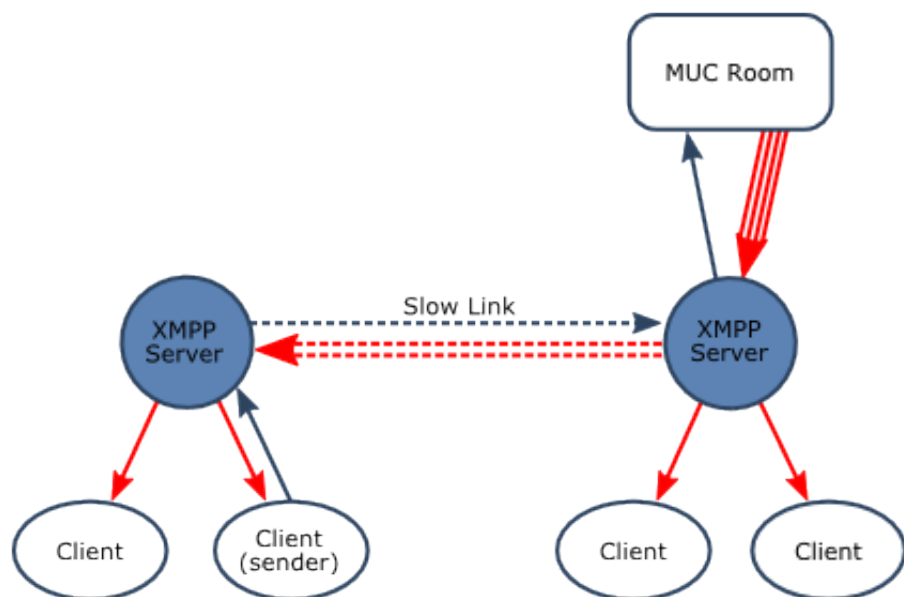 MUC Room
Slow Link
XMPP
Server
XMPP
Server
Client
Client
(sender)
Client
Client